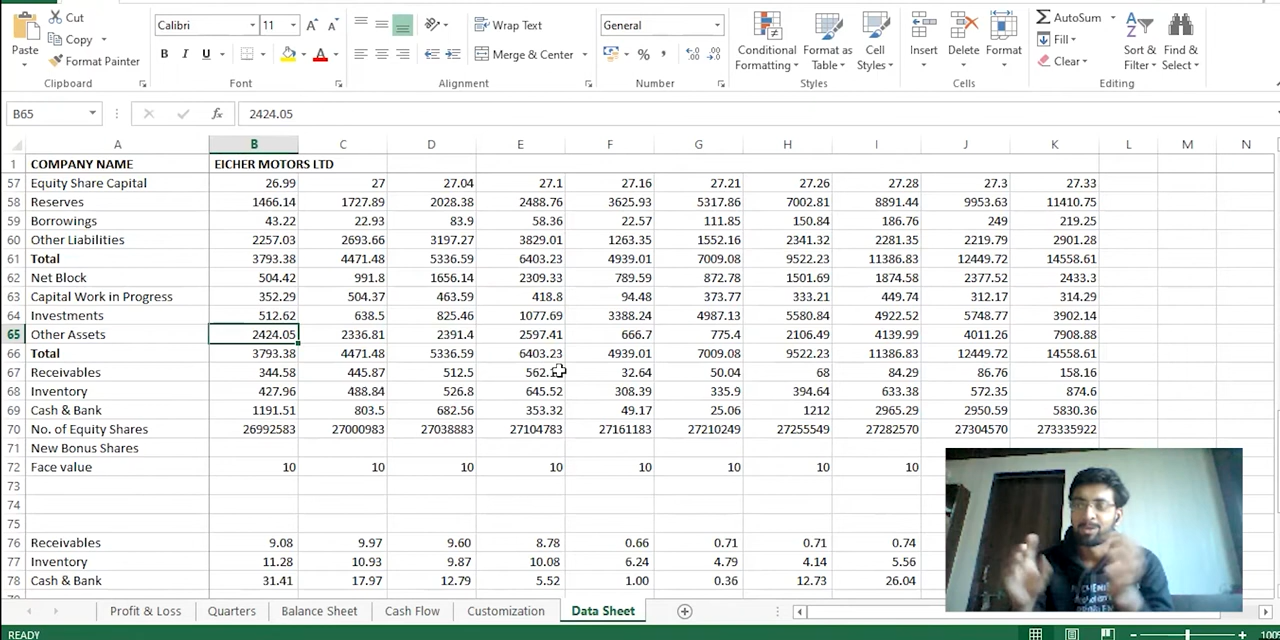 Cut
Copy
Format Painter
Paste
Clipboard
Calibri 11
B I U
Font
Wrap Text
Merge & Center
Alignment
General
%
Number
Conditional Formatting
Format as Table
Cell Styles
Styles
Insert
Delete
Format
Cells
AutoSum
Fill
Clear
Sort & Filter
Find & Select
Editing
B65 fx 2424.05
A B C D E F G H I J K L M N
1 COMPANY NAME EICHER MOTORS LTD
57 Equity Share Capital 26.99 27 27.04 27.1 27.16 27.21 27.26 27.28 27.3 27.33
58 Reserves 1466.14 1727.89 2028.38 2488.76 3625.93 5317.86 7002.81 8891.44 9953.63 11410.75
59 Borrowings 43.22 22.93 83.9 58.36 22.57 111.85 150.84 186.76 249 219.25
60 Other Liabilities 2257.03 2693.66 3197.27 3829.01 1263.35 1552.16 2341.32 2281.35 2219.79 2901.28
61 Total 3793.38 4471.48 5336.59 6403.23 4939.01 7009.08 9522.23 11386.83 12449.72 14558.61
62 Net Block 504.42 991.8 1656.14 2309.33 789.59 872.78 1501.69 1874.58 2377.52 2433.3
63 Capital Work in Progress 352.29 504.37 463.59 418.8 94.48 373.77 333.21 449.74 312.17 314.29
64 Investments 512.62 638.5 825.46 1077.69 3388.24 4987.13 5580.84 4922.52 5748.77 3902.14
65 Other Assets 2424.05 2336.81 2391.4 2597.41 666.7 775.4 2106.49 4139.99 4011.26 7908.88
66 Total 3793.38 4471.48 5336.59 6403.23 4939.01 7009.08 9522.23 11386.83 12449.72 14558.61
67 Receivables 344.58 445.87 512.5 32.64 50.04 68 84.29 86.76 158.16
68 Inventory 427.96 488.84 526.8 645.52 308.39 335.9 394.64 633.38 572.35 874.6
69 Cash & Bank 1191.51 803.5 682.56 353.32 49.17 25.06 1212 2965.29 2950.59 5830.36
70 No. of Equity Shares 26992583 27000983 27038883 27104783 27161183 27210249 27255549 27282570 27304570 273335922
71 New Bonus Shares
72 Face value 10 10 10 10 10 10 10 10
73
74
75
76 Receivables 9.08 9.97 9.60 8.78 0.66 0.71 0.71 0.74
77 Inventory 11.28 10.93 9.87 10.08 6.24 4.79 4.14 5.56
78 Cash & Bank 31.41 17.97 12.79 5.52 1.00 0.36 12.73 26.04
Profit & Loss Quarters Balance Sheet Cash Flow Customization Data Sheet
READY